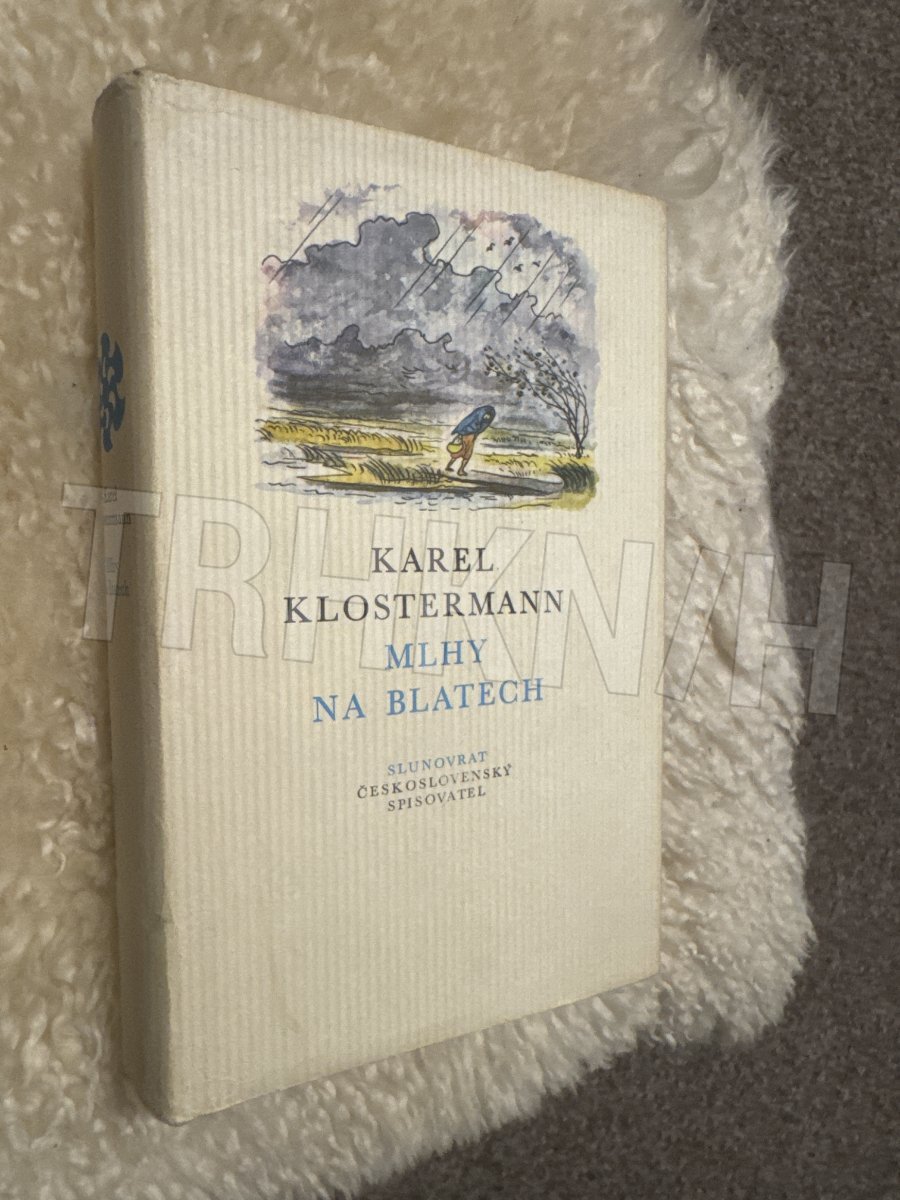 KAREL
KLOSTERMANN
MLHY
NA BLATECH
SLUNOVRAT
ČESKOSLOVENSKÝ
SPISOVATEL
TRHKNIH